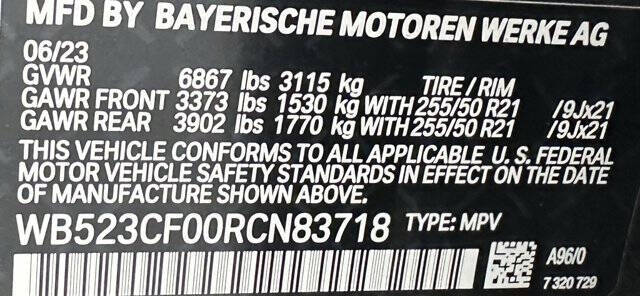 MFD BY BAYERISCHE MOTOREN WERKE AG
06/23
GVWR 6867 lbs 3115 kg TIRE/RIM
GAWR FRONT 3373 lbs 1530 kg WITH 255/50 R21 /9Jx21
GAWR REAR 3902 lbs 1770 kg WITH 255/50 R21 /9Jx21
THIS VEHICLE CONFORMS TO ALL APPLICABLE U.S. FEDERAL
MOTOR VEHICLE SAFETY STANDARDS IN EFFECT ON THE DATE
OF MANUFACTURE SHOWN ABOVE.
WB523CF00RCN83718 TYPE: MPV
A96/0
7 320 729